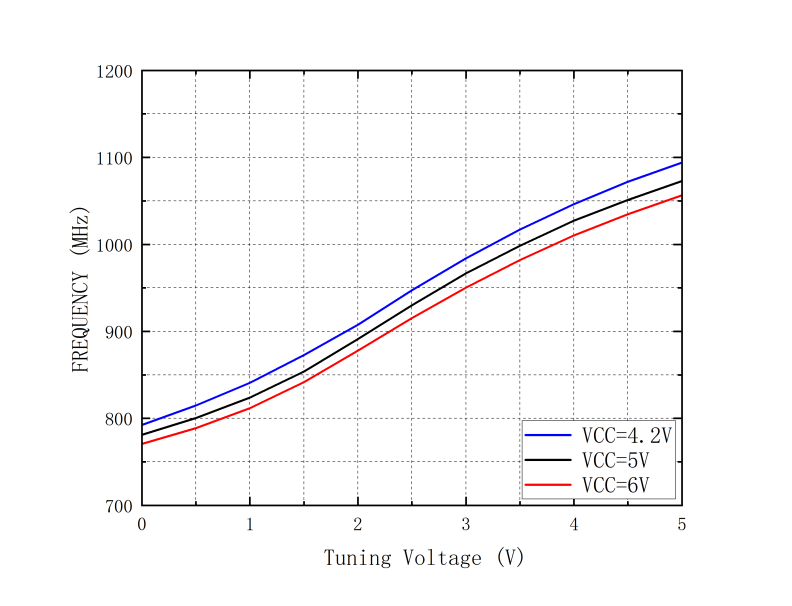 1200
1100
1000
900
800
700
FREQUENCY (MHz)
VCC=4.2V
VCC=5V
VCC=6V
0 1 2 3 4 5
Tuning Voltage (V)